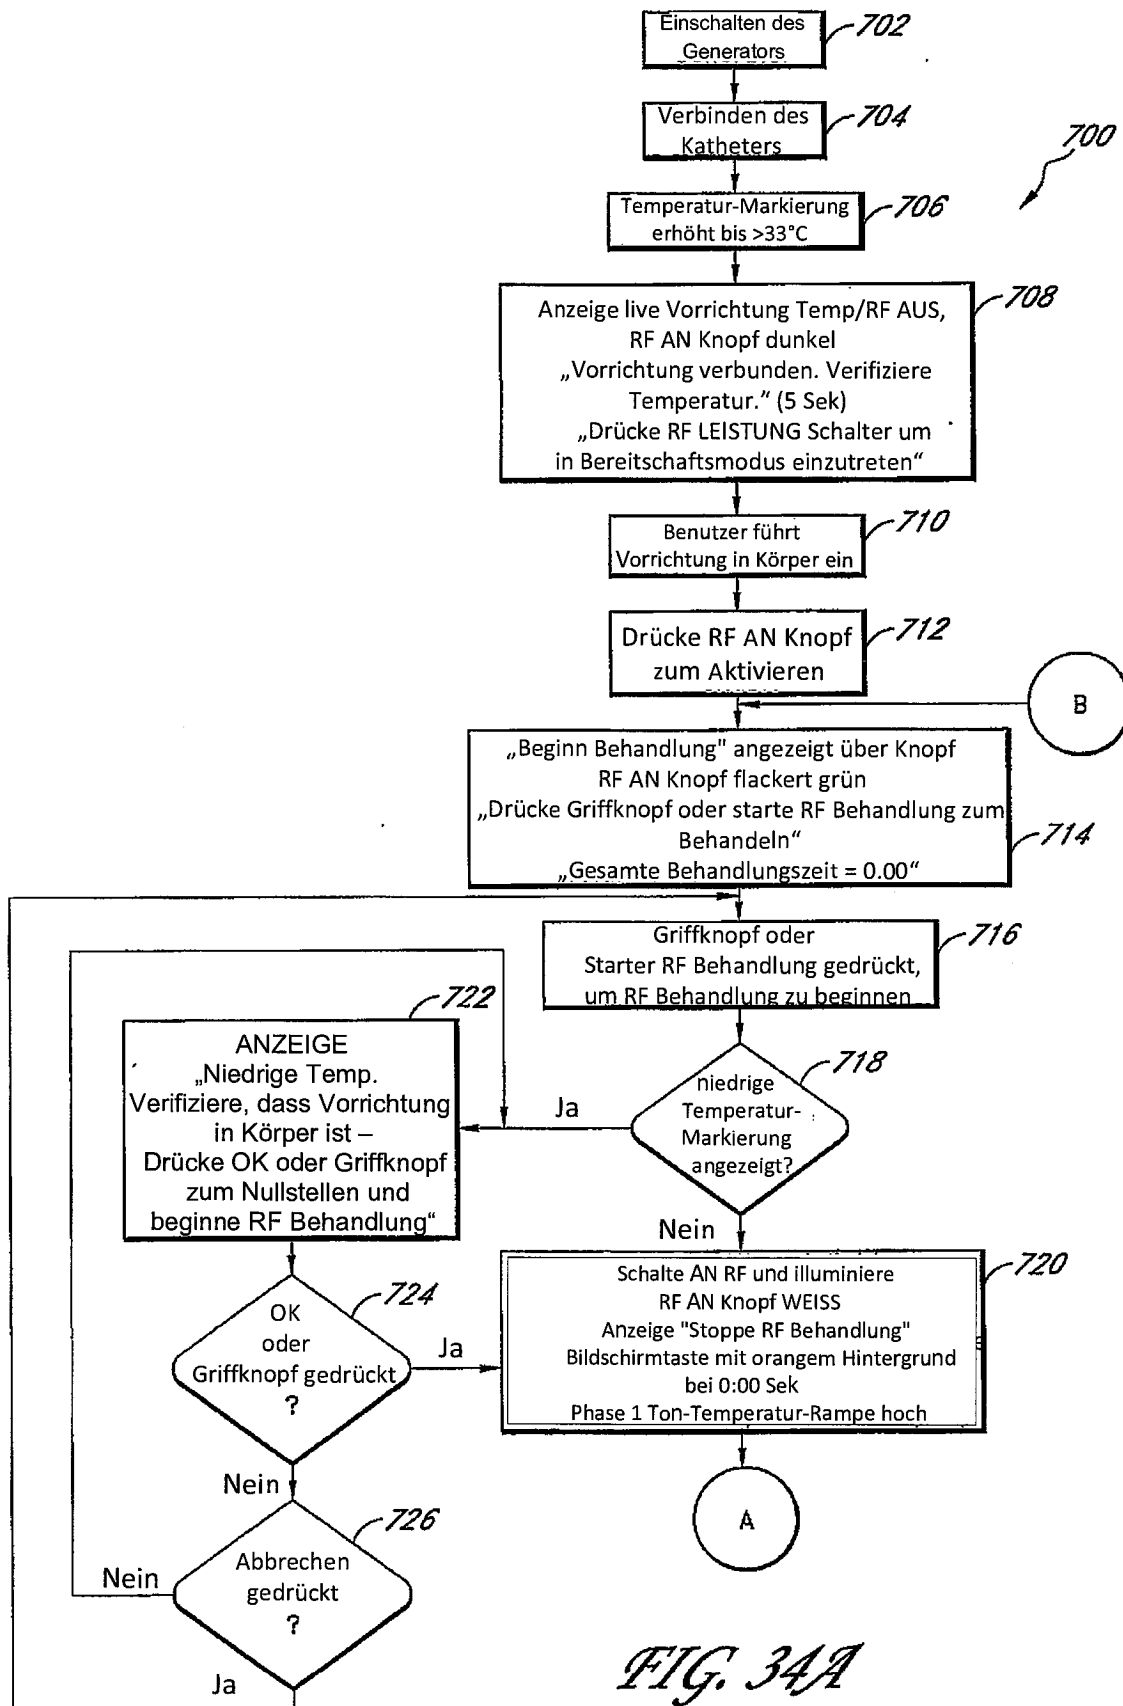 Einschalten des
Generators
702
Verbinden des
Katheters
704
700
Temperatur-Markierung
erhöht bis >33°C
706
Anzeige live Vorrichtung Temp/RF AUS,
RF AN Knopf dunkel
„Vorrichtung verbunden. Verifiziere
Temperatur.“ (5 Sek)
„Drücke RF LEISTUNG Schalter um
in Bereitschaftsmodus einzutreten“
708
Benutzer führt
Vorrichtung in Körper ein
710
Drücke RF AN Knopf
zum Aktivieren
712
B
„Beginn Behandlung" angezeigt über Knopf
RF AN Knopf flackert grün
„Drücke Griffknopf oder starte RF Behandlung zum
Behandeln“
„Gesamte Behandlungszeit = 0.00“
714
Griffknopf oder
Starter RF Behandlung gedrückt,
um RF Behandlung zu beginnen
716
niedrige
Temperatur-
Markierung
angezeigt?
718
Ja
Nein
722
ANZEIGE
„Niedrige Temp.
Verifiziere, dass Vorrichtung
in Körper ist –
Drücke OK oder Griffknopf
zum Nullstellen und
beginne RF Behandlung“
Schalte AN RF und illuminiere
RF AN Knopf WEISS
Anzeige "Stoppe RF Behandlung"
Bildschirmtaste mit orangem Hintergrund
bei 0:00 Sek
Phase 1 Ton-Temperatur-Rampe hoch
720
OK
oder
Griffknopf gedrückt
?
724
Ja
Nein
A
Abbrechen
gedrückt
?
726
Nein
Ja
FIG. 34A